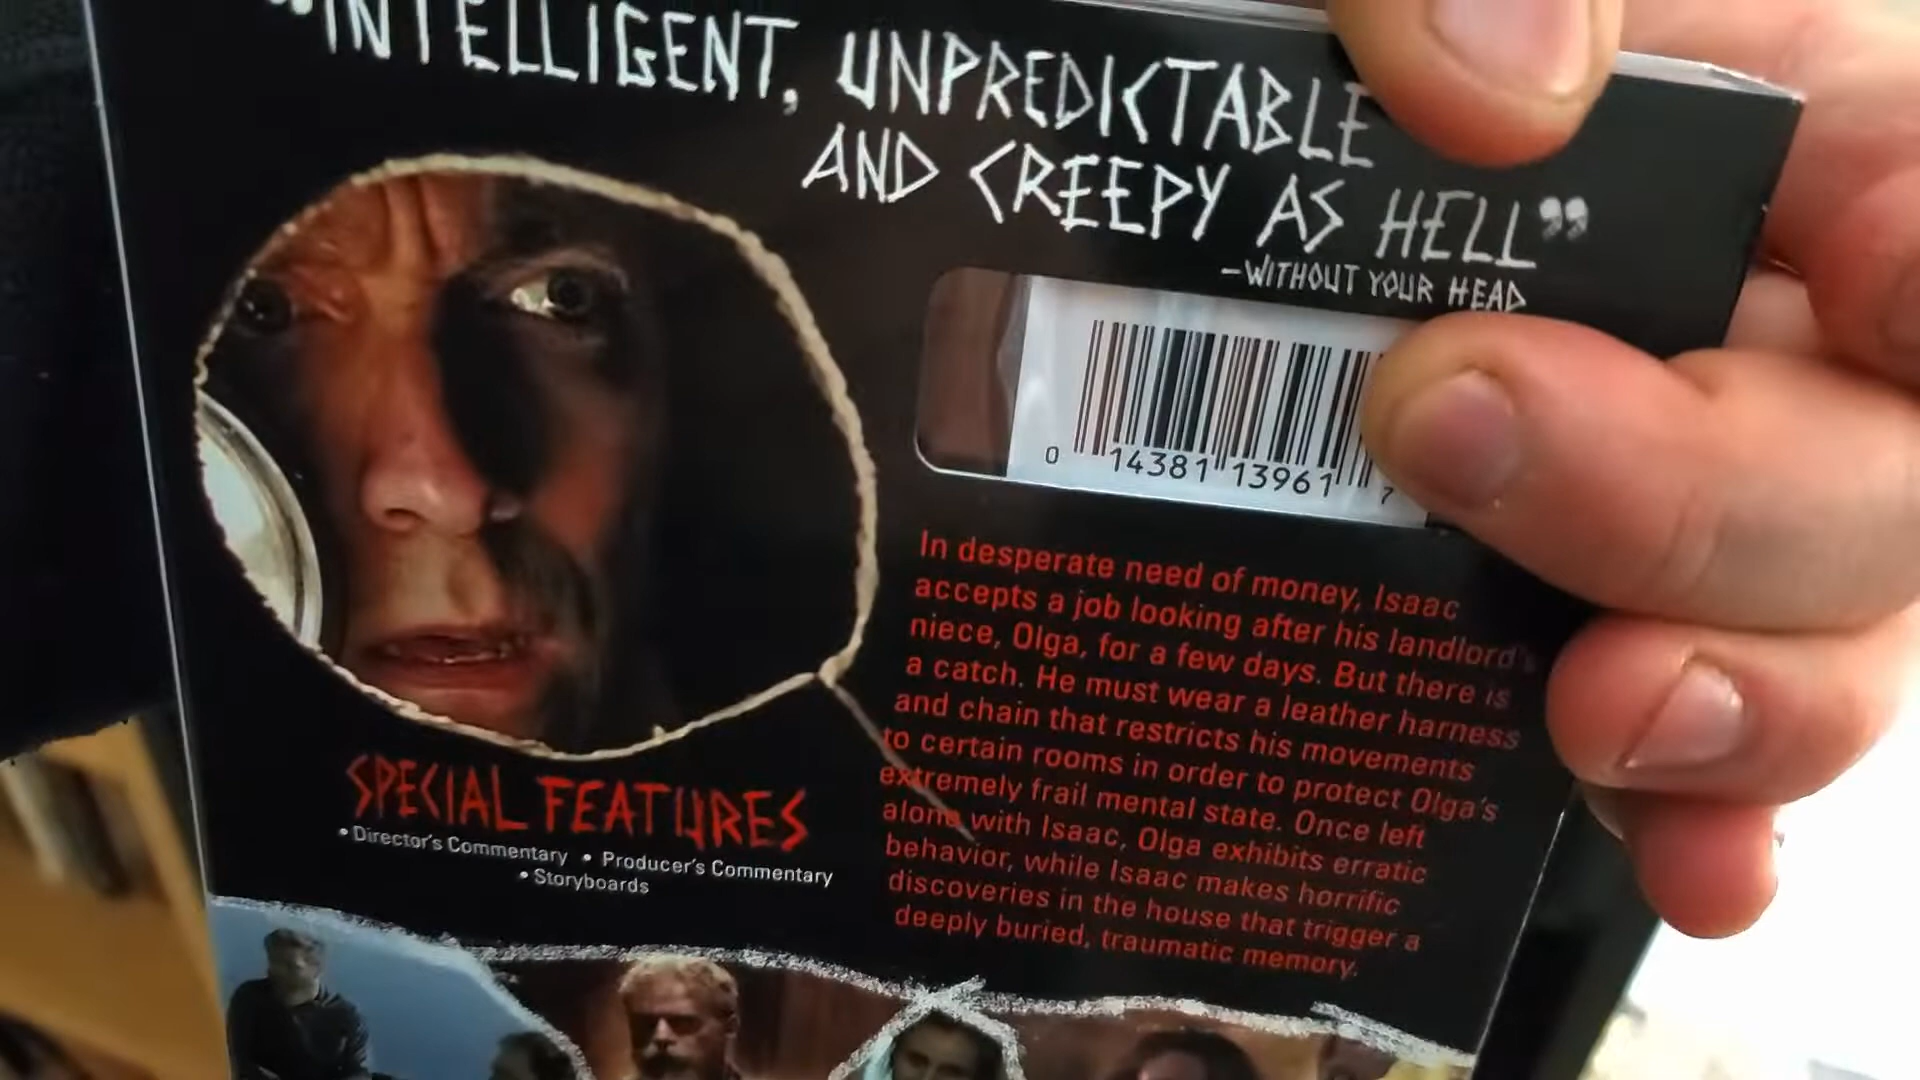 “INTELLIGENT, UNPREDICTABLE
AND CREEPY AS HELL”
–WITHOUT YOUR HEAD
0 14381 13961 7
In desperate need of money, Isaac
accepts a job looking after his landlord's
niece, Olga, for a few days. But there is
a catch. He must wear a leather harness
and chain that restricts his movements
to certain rooms in order to protect Olga's
extremely frail mental state. Once left
alone with Isaac, Olga exhibits erratic
behavior, while Isaac makes horrific
discoveries in the house that trigger a
deeply buried, traumatic memory.
SPECIAL FEATURES
• Director's Commentary • Producer's Commentary
• Storyboards